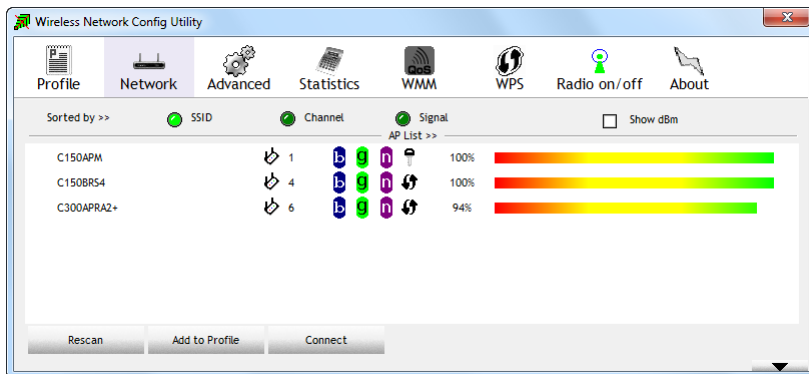 Wireless Network Config Utility
x
Profile Network Advanced Statistics QoS WMM WPS Radio on/off About
Sorted by >> SSID Channel Signal Show dBm
AP List >>
C150APM 1 b g n 100%
C150BRS4 4 b g n 100%
C300APRA2+ 6 b g n 94%
Rescan Add to Profile Connect